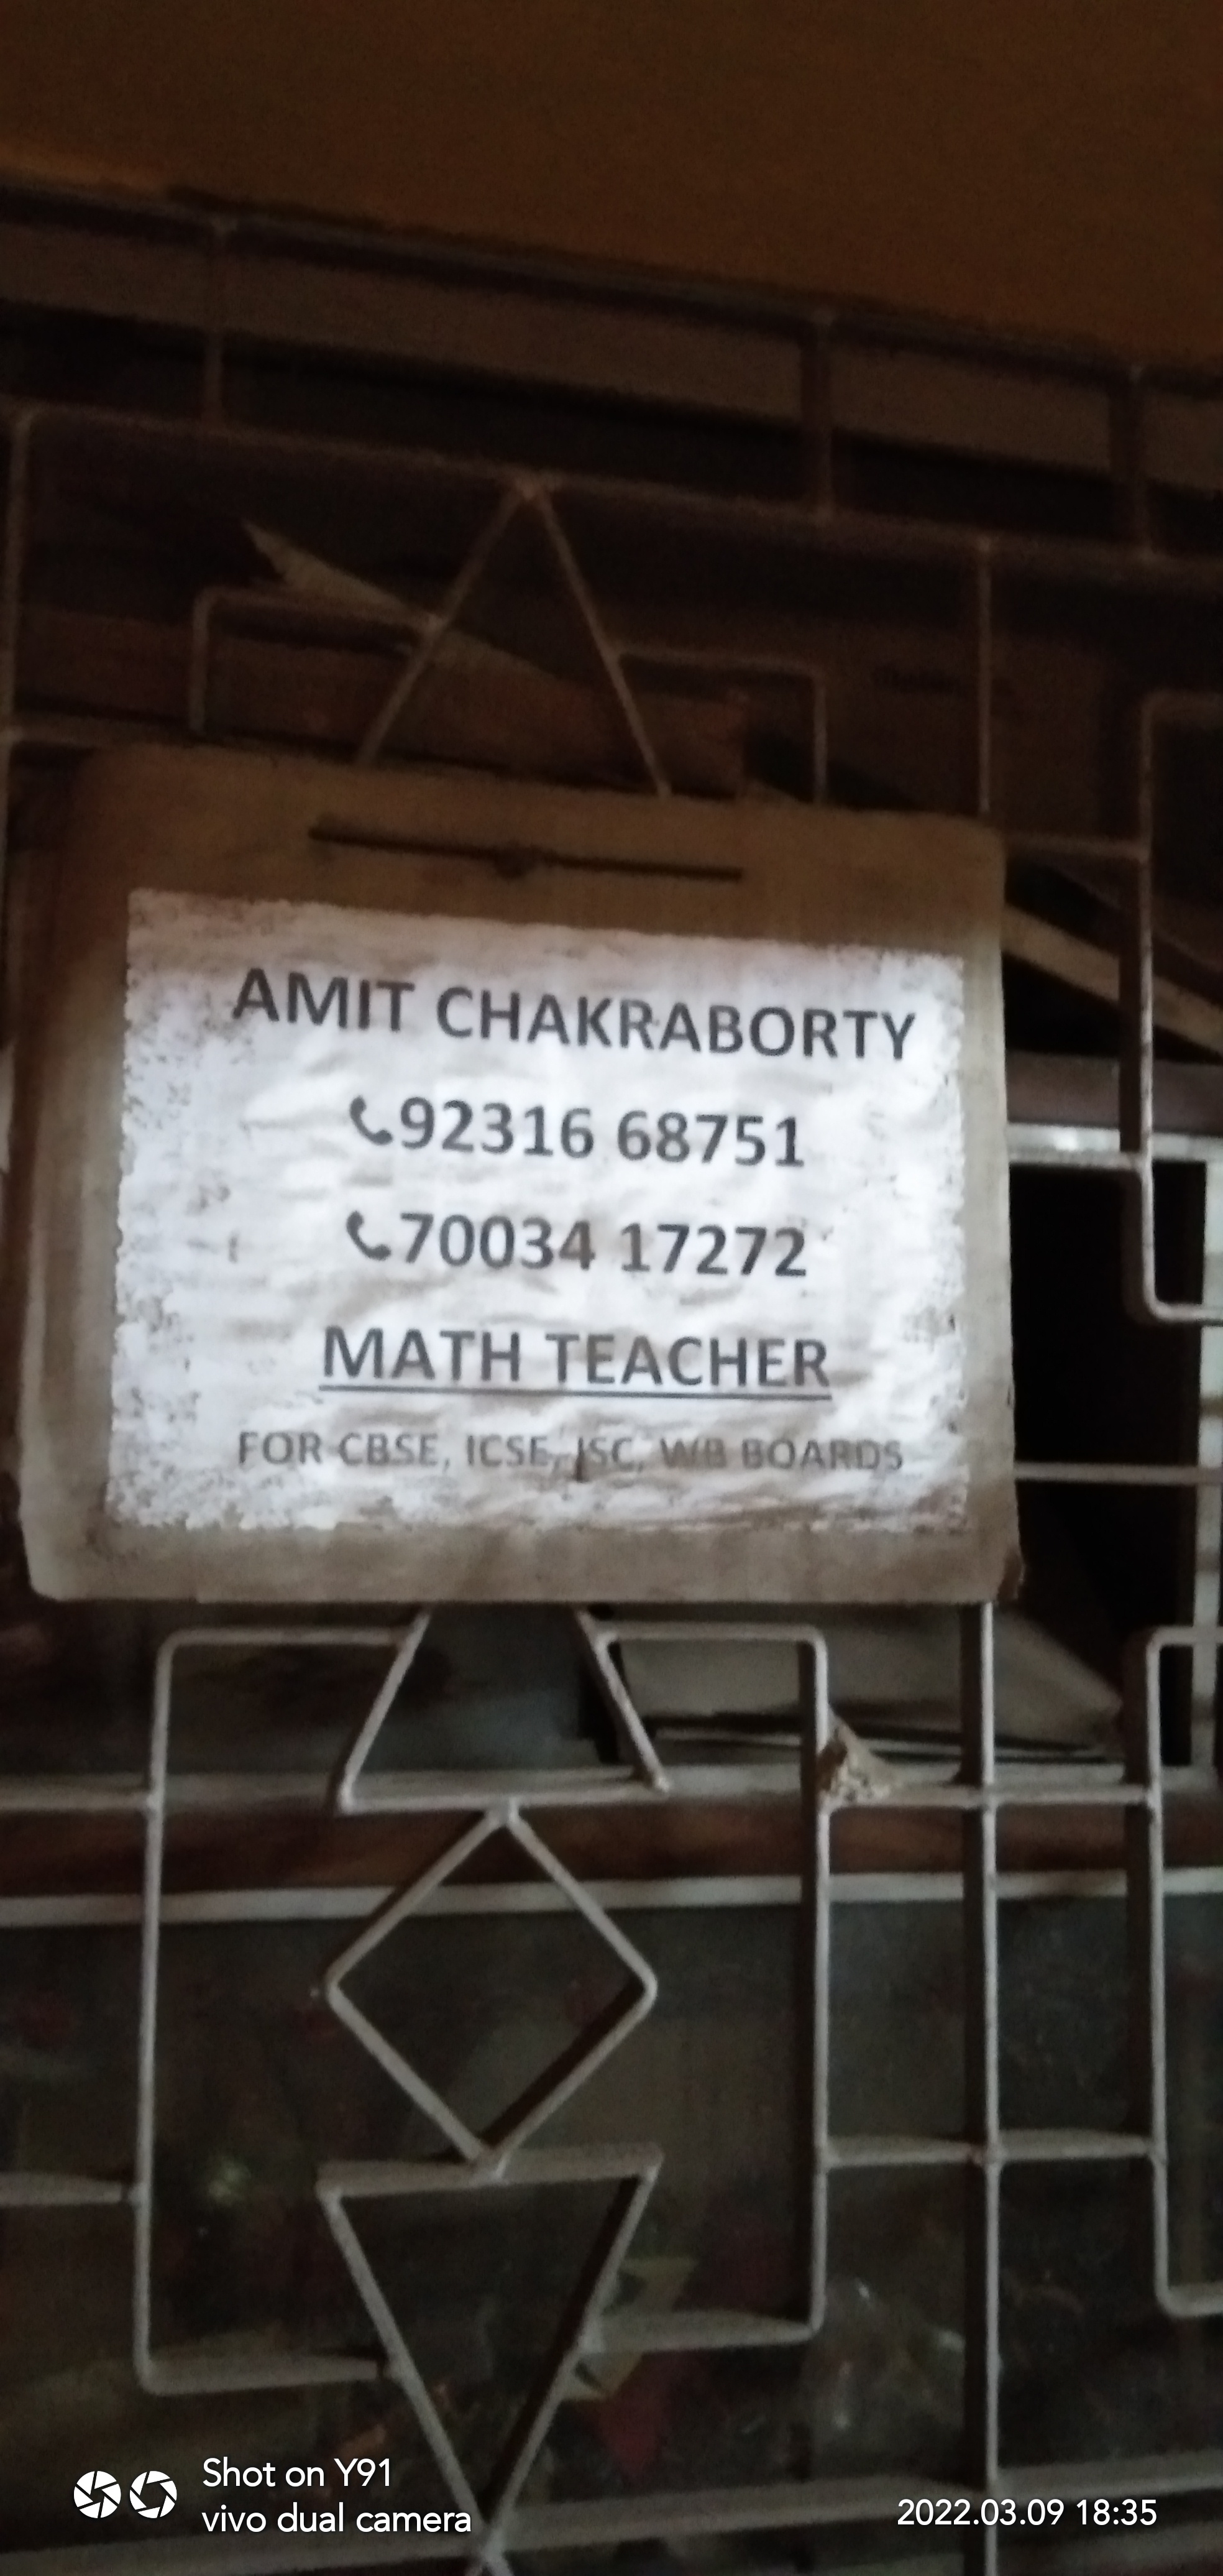 AMIT CHAKRABORTY
92316 68751
70034 17272
MATH TEACHER
FOR CBSE, ICSE, ISC, WB BOARDS
Shot on Y91
vivo dual camera
2022.03.09 18:35